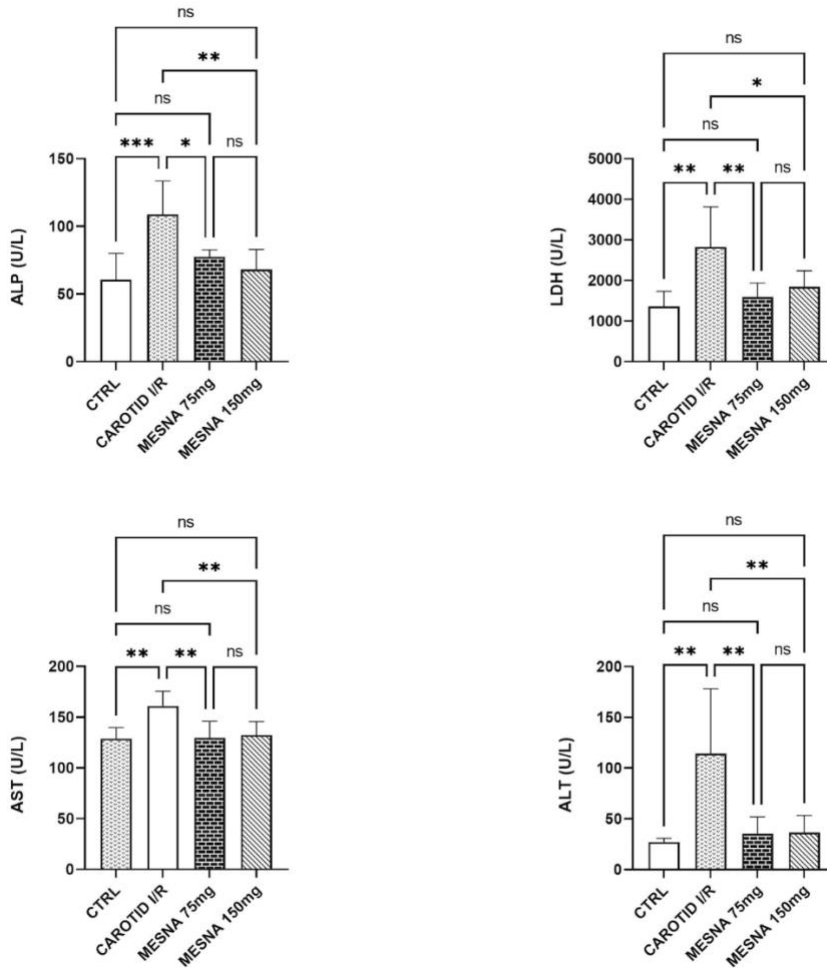 ns
**
ns
*** * ns
150
100
50
0
ALP (U/L)
CTRL
CAROTID I/R
MESNA 75mg
MESNA 150mg
ns
*
ns
** ** ns
5000
4000
3000
2000
1000
0
LDH (U/L)
CTRL
CAROTID I/R
MESNA 75mg
MESNA 150mg
ns
**
ns
** ** ns
200
150
100
50
0
AST (U/L)
CTRL
CAROTID I/R
MESNA 75mg
MESNA 150mg
ns
**
ns
** ** ns
200
150
100
50
0
ALT (U/L)
CTRL
CAROTID I/R
MESNA 75mg
MESNA 150mg